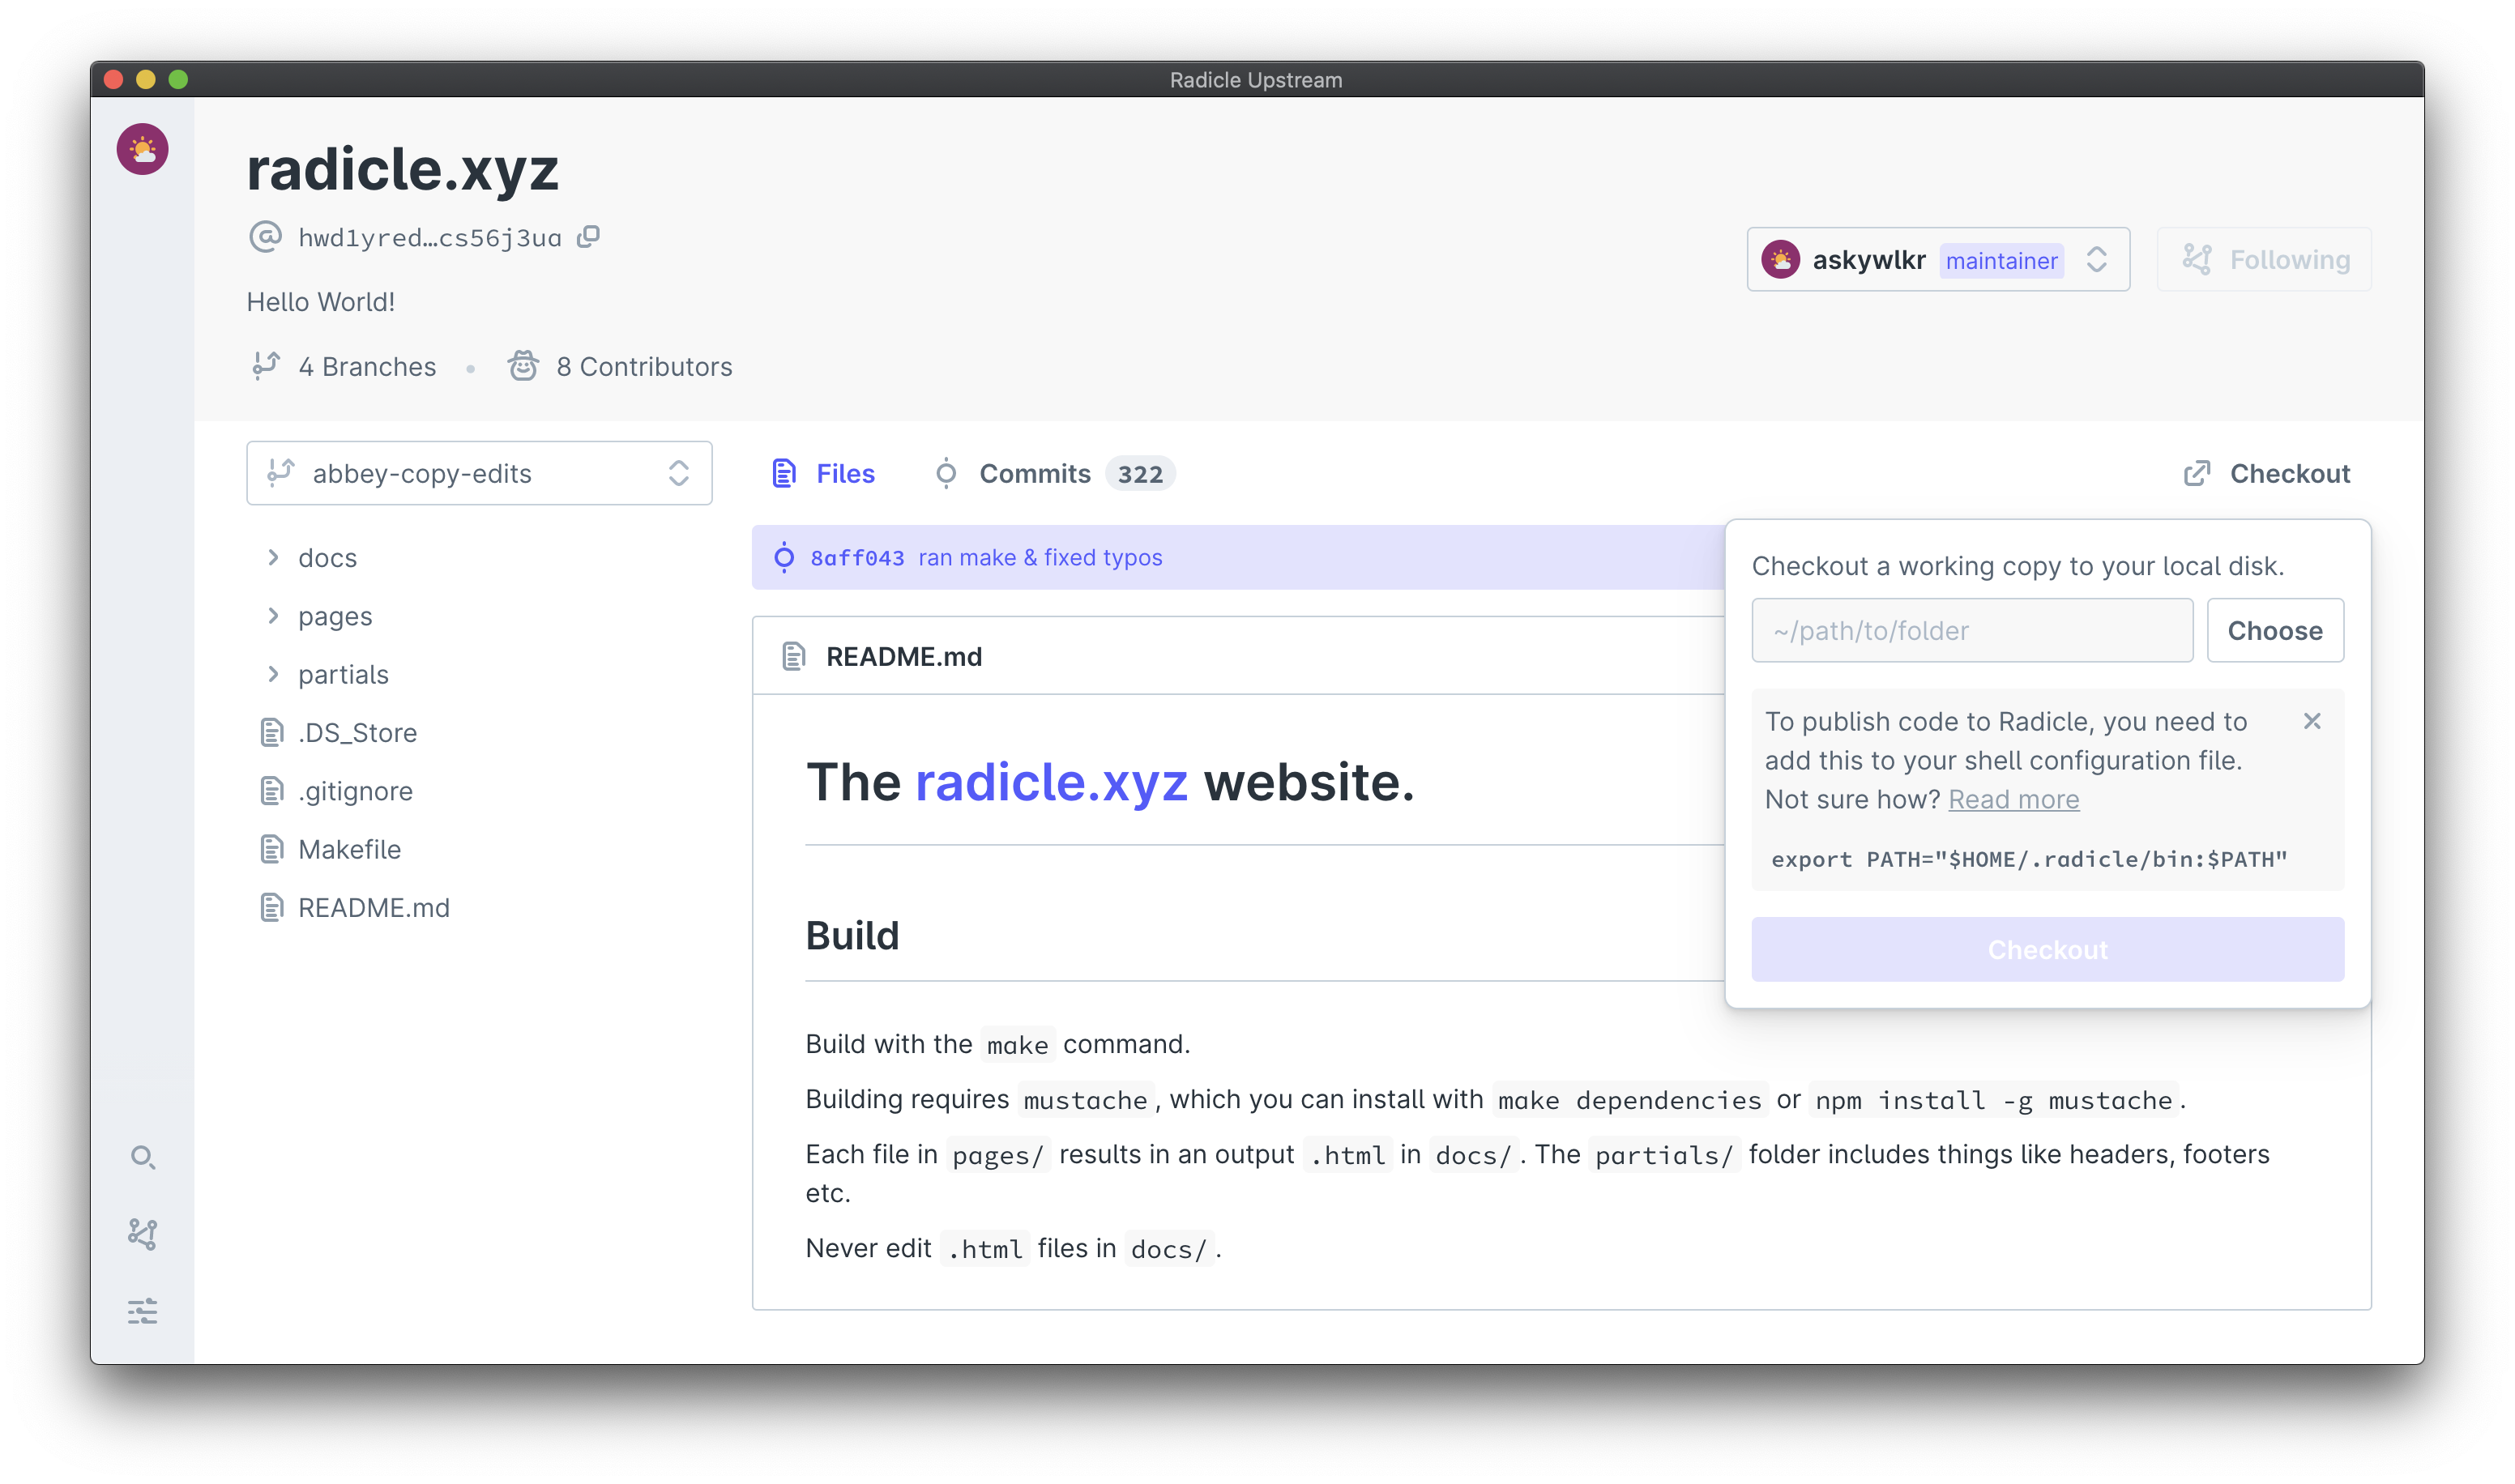 Radicle Upstream
radicle.xyz
hwd1yred…cs56j3ua
Hello World!
4 Branches • 8 Contributors
askywlkr maintainer
Following
abbey-copy-edits
Files
Commits 322
Checkout
docs
pages
partials
.DS_Store
.gitignore
Makefile
README.md
8aff043 ran make & fixed typos
README.md
The radicle.xyz website.
Build
Build with the make command.
Building requires mustache, which you can install with make dependencies or npm install -g mustache.
Each file in pages/ results in an output .html in docs/. The partials/ folder includes things like headers, footers
etc.
Never edit .html files in docs/.
Checkout a working copy to your local disk.
~/path/to/folder
Choose
To publish code to Radicle, you need to
add this to your shell configuration file.
Not sure how? Read more
export PATH="$HOME/.radicle/bin:$PATH"
Checkout